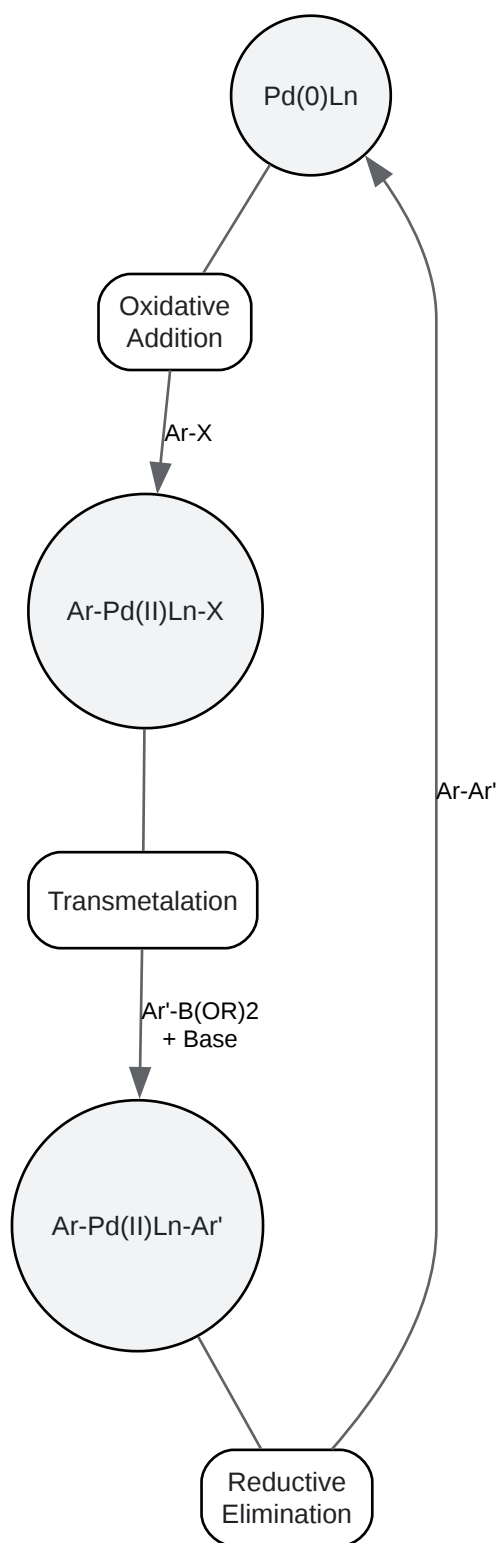 Pd(0)Ln
Oxidative
Addition
Ar-X
Ar-Pd(II)Ln-X
Ar-Ar'
Transmetalation
Ar'-B(OR)2
+ Base
Ar-Pd(II)Ln-Ar'
Reductive
Elimination